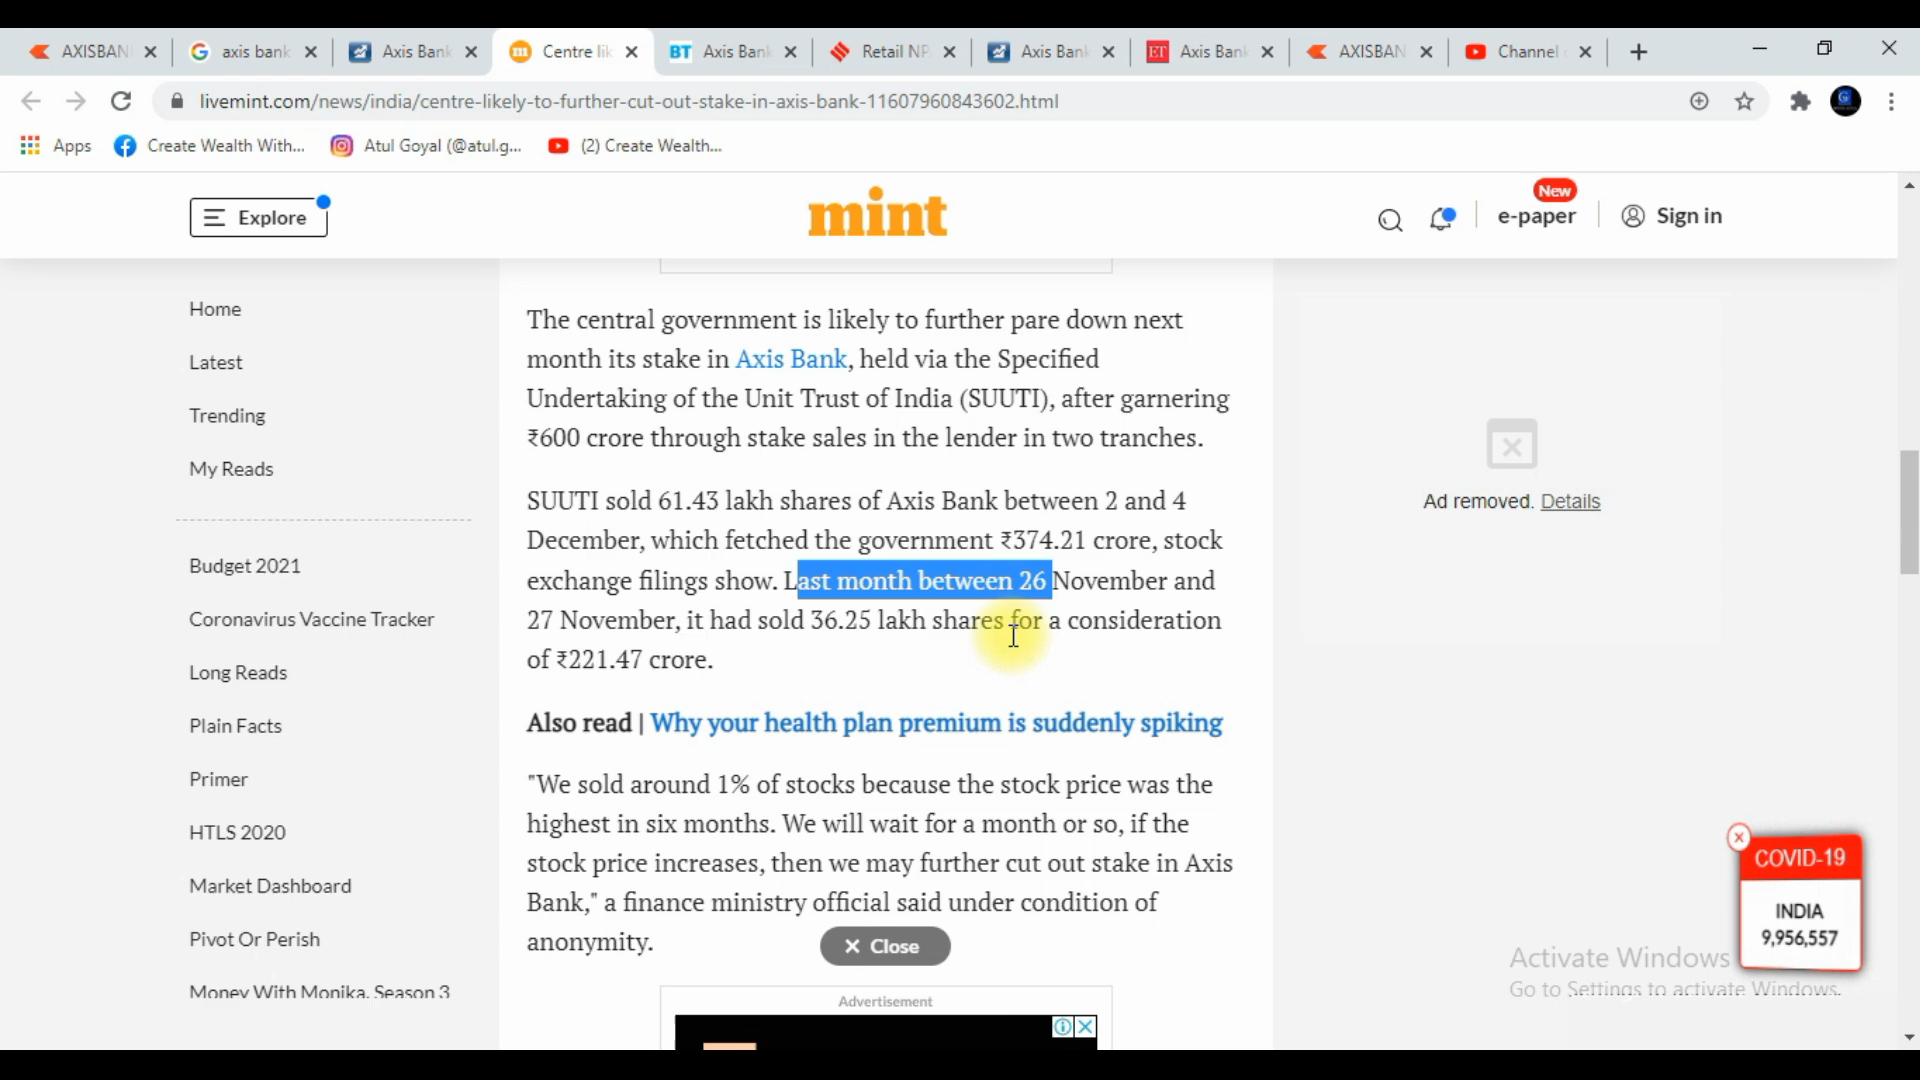 AXISBAN
axis bank
Axis Bank
Centre lik
BT Axis Bank
Retail NP
Axis Bank
ET Axis Bank
AXISBAN
Channel
livemint.com/news/india/centre-likely-to-further-cut-out-stake-in-axis-bank-11607960843602.html
Apps
Create Wealth With...
Atul Goyal (@atul.g...
(2) Create Wealth...
Explore
mint
New
e-paper
Sign in
Home
Latest
Trending
My Reads
Budget 2021
Coronavirus Vaccine Tracker
Long Reads
Plain Facts
Primer
HTLS 2020
Market Dashboard
Pivot Or Perish
Money With Monika. Season 3
The central government is likely to further pare down next
month its stake in Axis Bank, held via the Specified
Undertaking of the Unit Trust of India (SUUTI), after garnering
₹600 crore through stake sales in the lender in two tranches.
SUUTI sold 61.43 lakh shares of Axis Bank between 2 and 4
December, which fetched the government ₹374.21 crore, stock
exchange filings show. Last month between 26 November and
27 November, it had sold 36.25 lakh shares for a consideration
of ₹221.47 crore.
Also read | Why your health plan premium is suddenly spiking
"We sold around 1% of stocks because the stock price was the
highest in six months. We will wait for a month or so, if the
stock price increases, then we may further cut out stake in Axis
Bank," a finance ministry official said under condition of
anonymity.
Close
Advertisement
Ad removed. Details
COVID-19
INDIA
9,956,557
Activate Windows
Go to Settings to activate Windows.